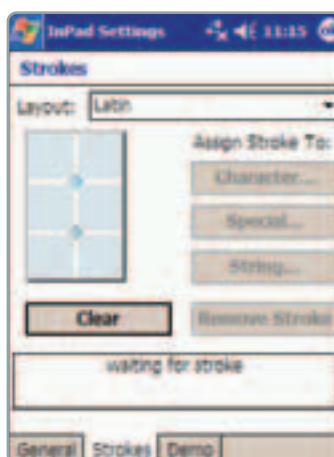 InPad Settings 11:15 ok
Strokes
Layout: Latin
Assign Stroke To:
Character...
Special...
String...
Clear Remove Stroke
waiting for stroke
General Strokes Demo